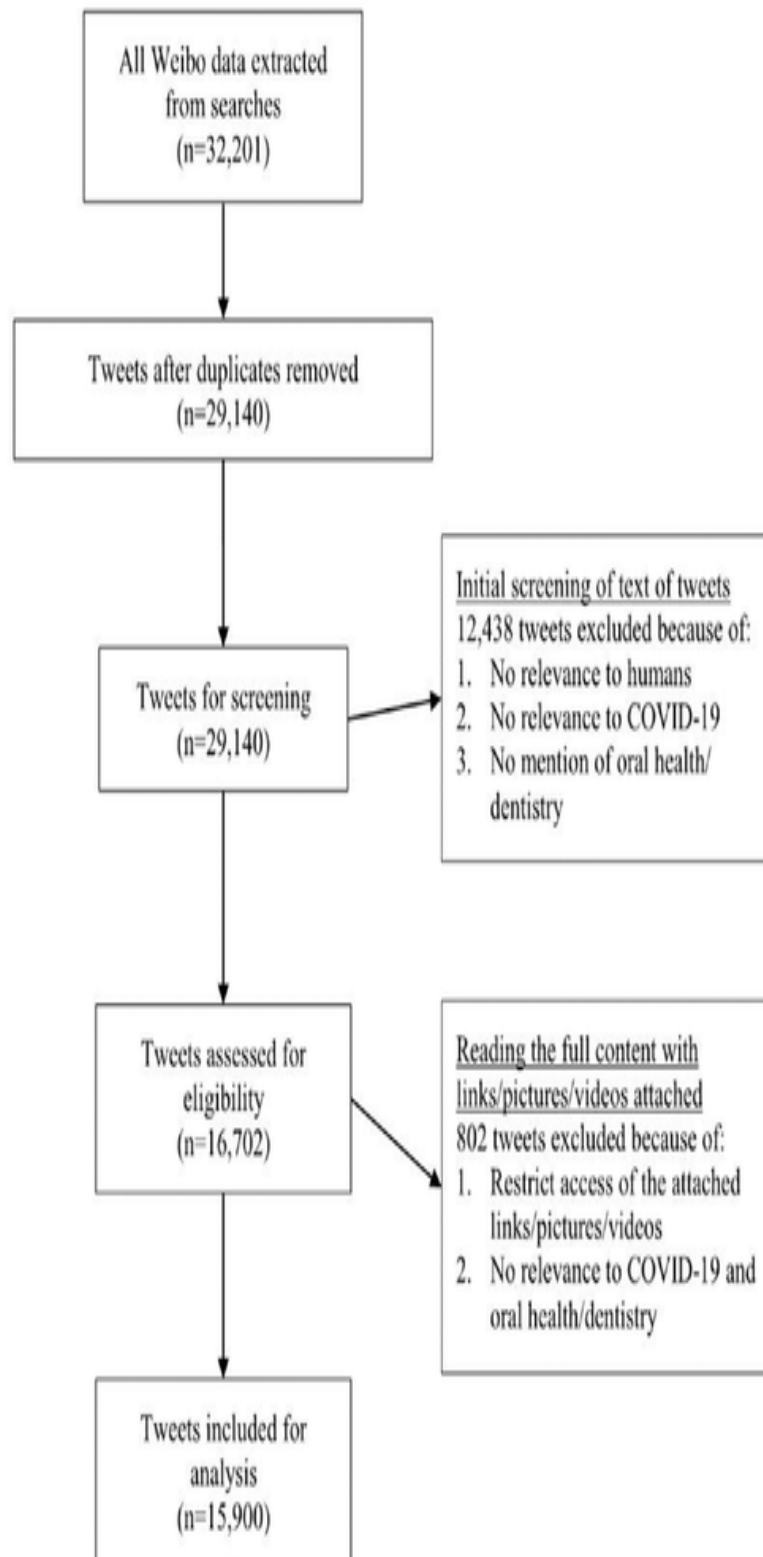 All Weibo data extracted
from searches
(n=32,201)
Tweets after duplicates removed
(n=29,140)
Tweets for screening
(n=29,140)
Initial screening of text of tweets
12,438 tweets excluded because of:
1. No relevance to humans
2. No relevance to COVID-19
3. No mention of oral health/
dentistry
Tweets assessed for
eligibility
(n=16,702)
Reading the full content with
links/pictures/videos attached
802 tweets excluded because of:
1. Restrict access of the attached
links/pictures/videos
2. No relevance to COVID-19 and
oral health/dentistry
Tweets included for
analysis
(n=15,900)